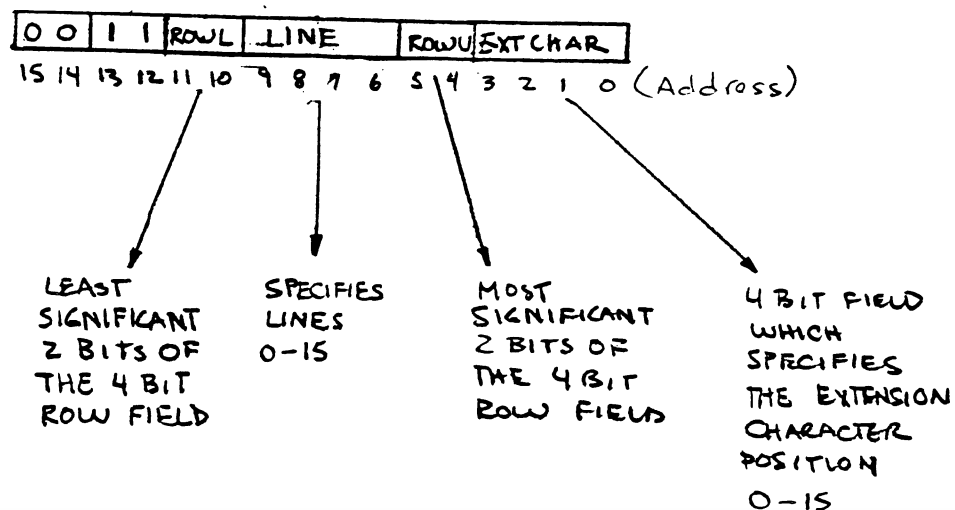 0 0 1 1 ROWL LINE ROWU EXT CHAR
15 14 13 12 11 10 9 8 7 6 5 4 3 2 1 0 (Address)
LEAST
SIGNIFICANT
2 BITS OF
THE 4 BIT
ROW FIELD
SPECIFIES
LINES
0-15
MOST
SIGNIFICANT
2 BITS OF
THE 4 BIT
ROW FIELD
4 BIT FIELD
WHICH
SPECIFIES
THE EXTENSION
CHARACTER
POSITION
0-15